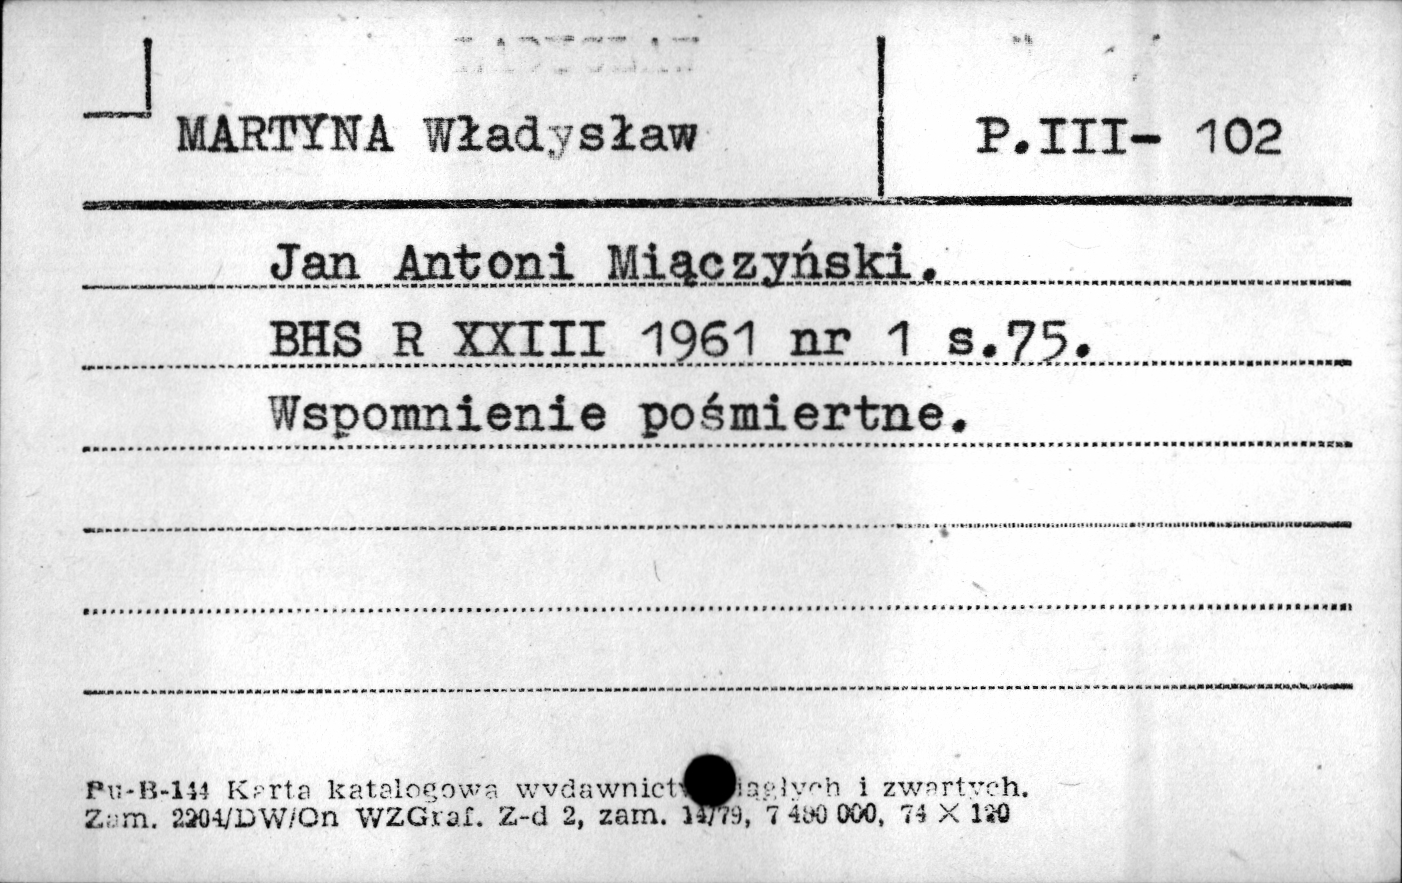 MARTYNA Władysław
P.III- 102
Jan Antoni Miączyński.
BHS R XXIII 1961 nr 1 s.75.
Wspomnienie pośmiertne.
Pu-B-144 Karta katalogowa wydawnictw ciągłych i zwartych.
Zam. 2204/DW/On WZGraf. Z-d 2, zam. 14/79, 7 480 000, 74 X 120